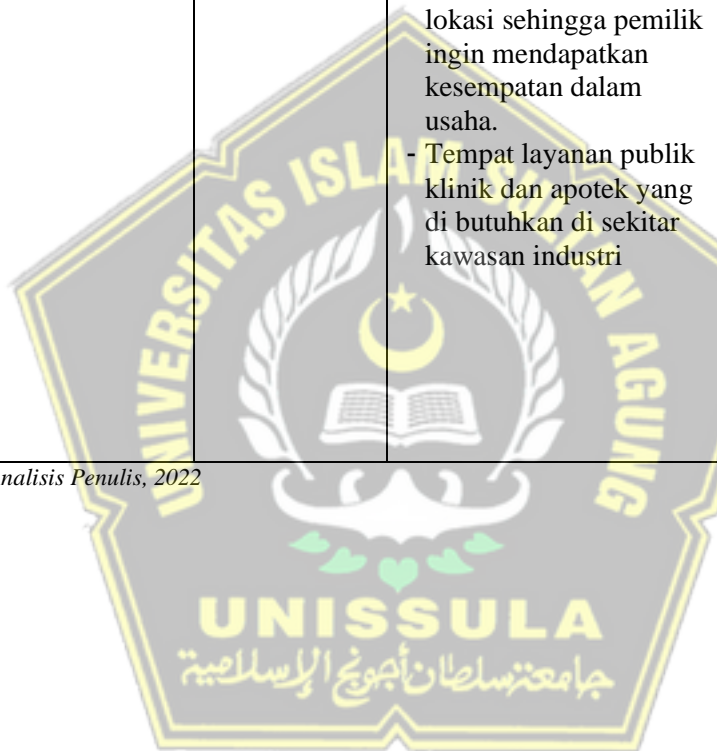 lokasi sehingga pemilik
ingin mendapatkan
kesempatan dalam
usaha.
- Tempat layanan publik
klinik dan apotek yang
di butuhkan di sekitar
kawasan industri
nalisis Penulis, 2022
UNIVERSITAS ISLAM SULTAN AGUNG
UNISSULA
جامعتنسلطان أجونج الإسلامية